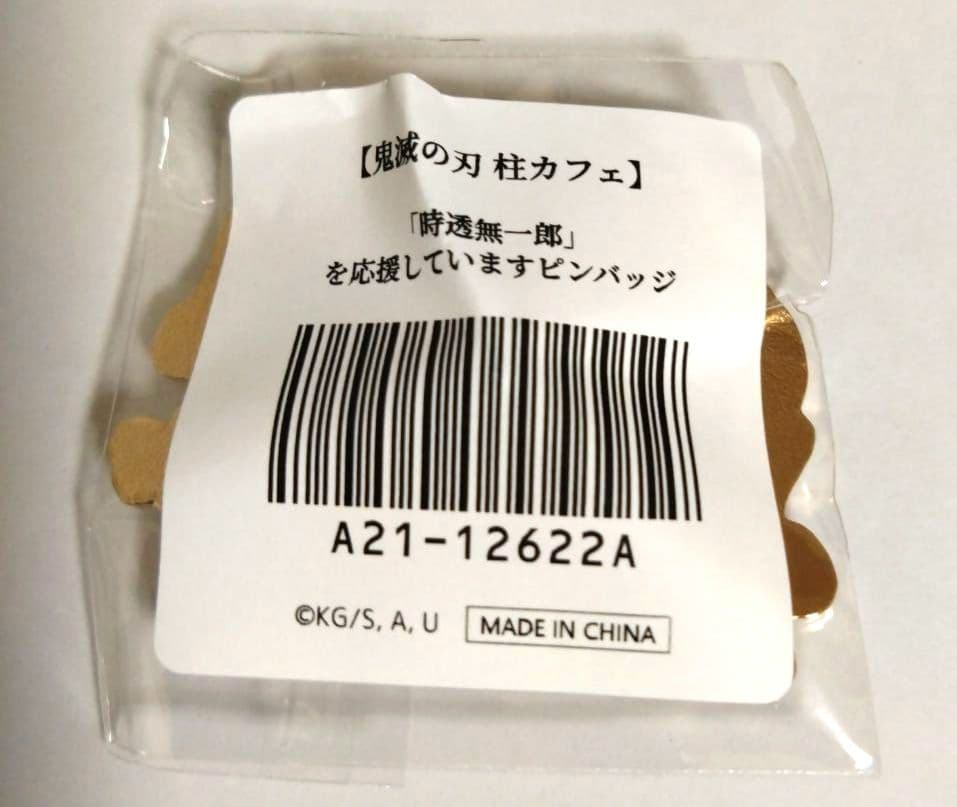 【鬼滅の刃 柱カフェ】
「時透無一郎」
を応援していますピンバッジ
A21-12622A
©KG/S, A, U
MADE IN CHINA